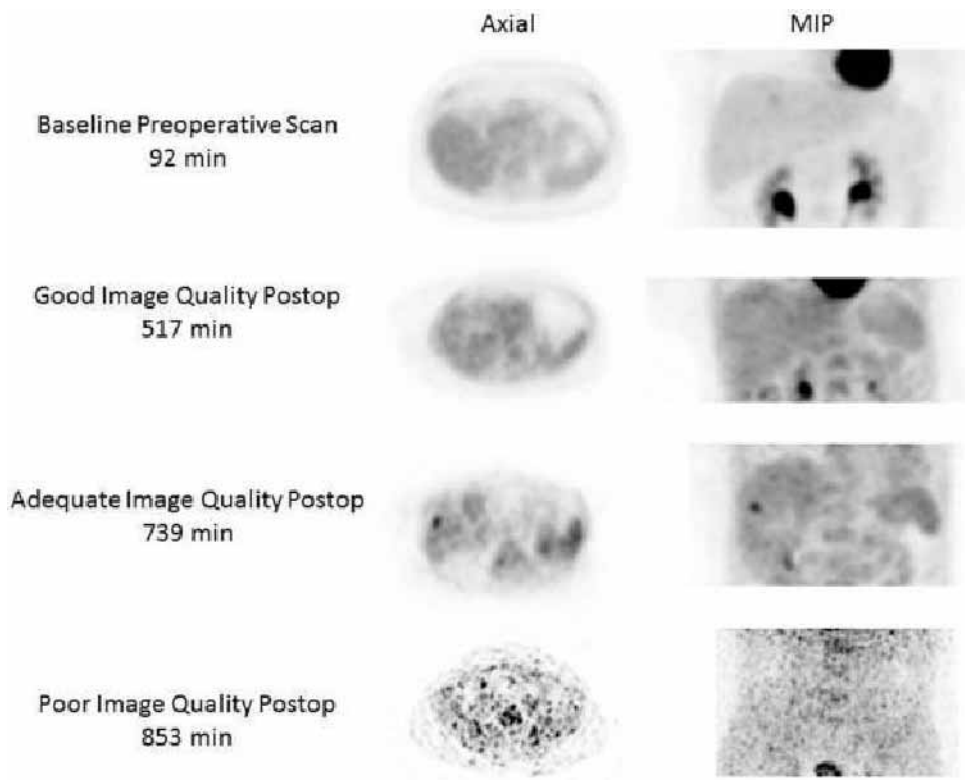 Axial
MIP
Baseline Preoperative Scan
92 min
Good Image Quality Postop
517 min
Adequate Image Quality Postop
739 min
Poor Image Quality Postop
853 min